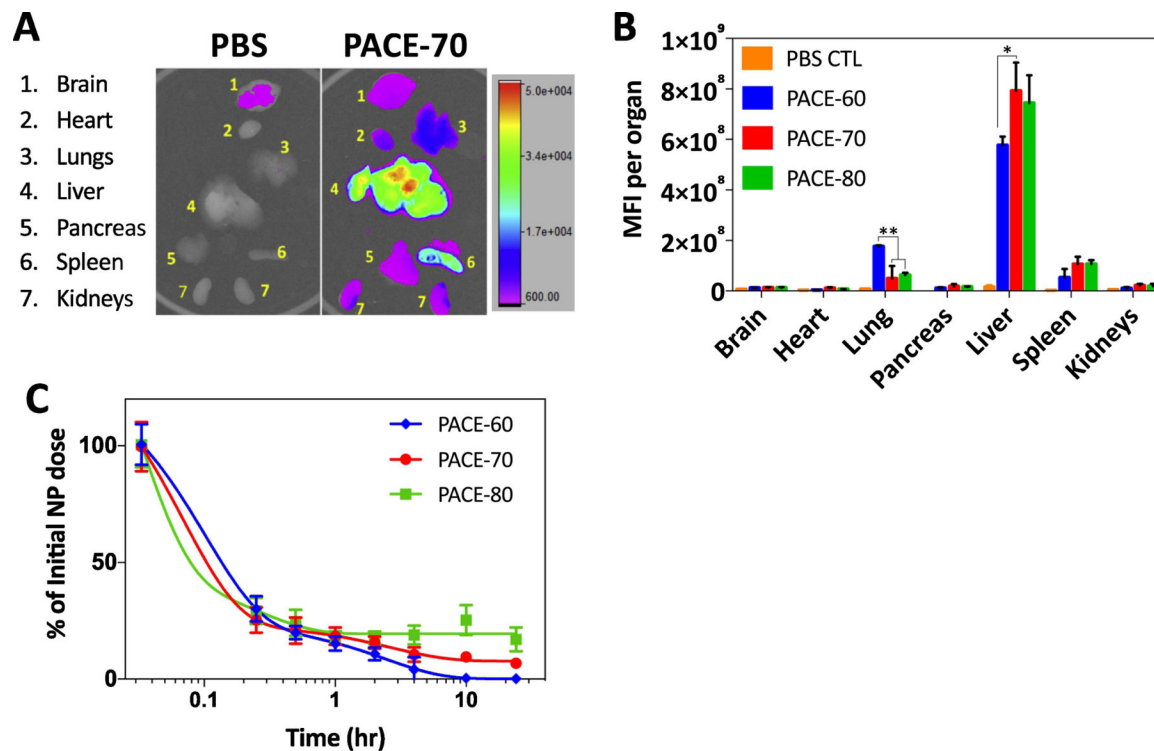 A
PBS PACE-70
1. Brain
2. Heart
3. Lungs
4. Liver
5. Pancreas
6. Spleen
7. Kidneys
1
2
3
4
5
6
7
7
1
2
3
4
5
6
7
7
5.0e+004
3.4e+004
1.7e+004
600.00
B
MFI per organ
1×10⁹
8×10⁸
6×10⁸
4×10⁸
2×10⁸
0
PBS CTL
PACE-60
PACE-70
PACE-80
**
*
Brain
Heart
Lung
Pancreas
Liver
Spleen
Kidneys
C
% of Initial NP dose
100
50
0
PACE-60
PACE-70
PACE-80
0.1 1 10
Time (hr)